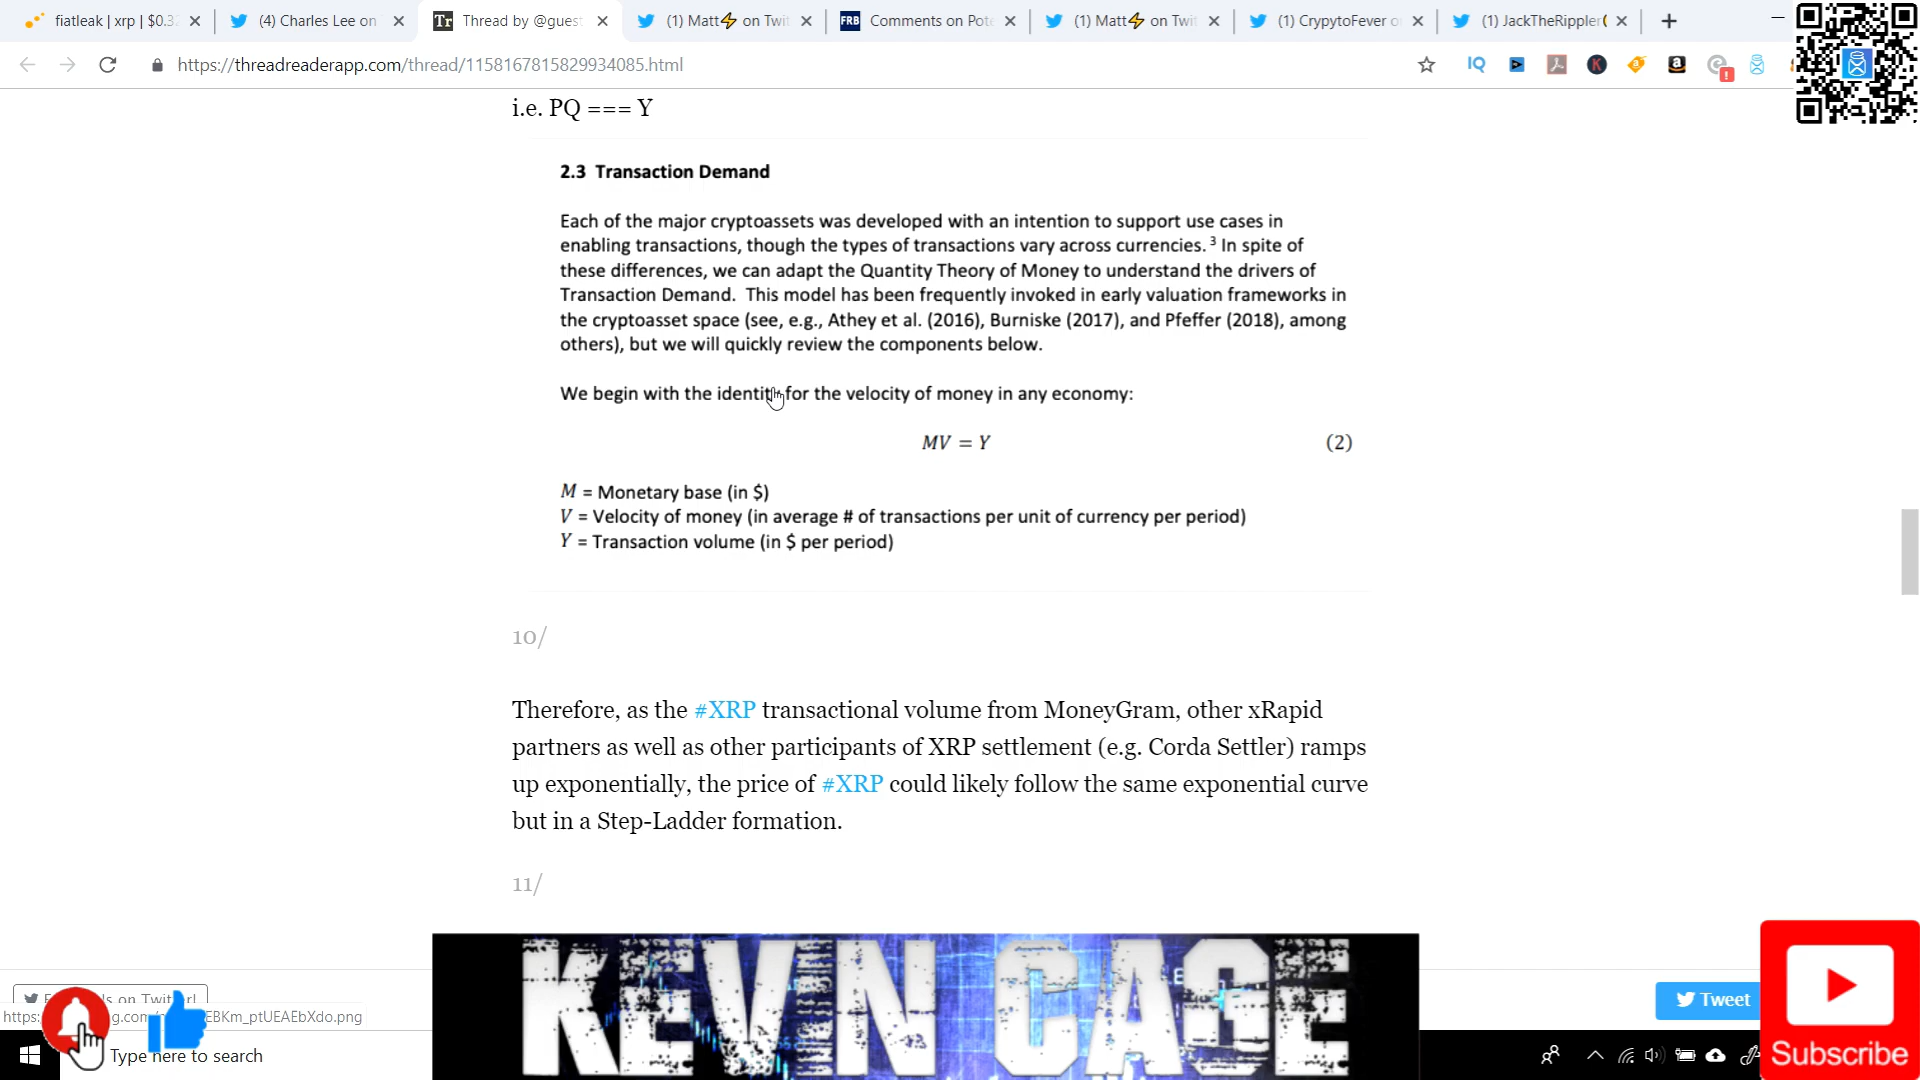 fiatleak | xrp | $0.3
(4) Charles Lee on
Tr Thread by @gues
(1) Matt⚡ on Twit
FRB Comments on Pote
(1) Matt⚡ on Twit
(1) CrypytoFever o
(1) JackTheRippler
https://threadreaderapp.com/thread/1158167815829934085.html
i.e. PQ === Y
2.3 Transaction Demand
Each of the major cryptoassets was developed with an intention to support use cases in
enabling transactions, though the types of transactions vary across currencies. 3 In spite of
these differences, we can adapt the Quantity Theory of Money to understand the drivers of
Transaction Demand. This model has been frequently invoked in early valuation frameworks in
the cryptoasset space (see, e.g., Athey et al. (2016), Burniske (2017), and Pfeffer (2018), among
others), but we will quickly review the components below.
We begin with the identity for the velocity of money in any economy:
MV = Y (2)
M = Monetary base (in $)
V = Velocity of money (in average # of transactions per unit of currency per period)
Y = Transaction volume (in $ per period)
10/
Therefore, as the #XRP transactional volume from MoneyGram, other xRapid
partners as well as other participants of XRP settlement (e.g. Corda Settler) ramps
up exponentially, the price of #XRP could likely follow the same exponential curve
but in a Step-Ladder formation.
11/
KEVIN CAGE
on Twitter!
Tweet
https: g.com/ EBKm_ptUEAEbXdo.png
Type here to search
Subscribe